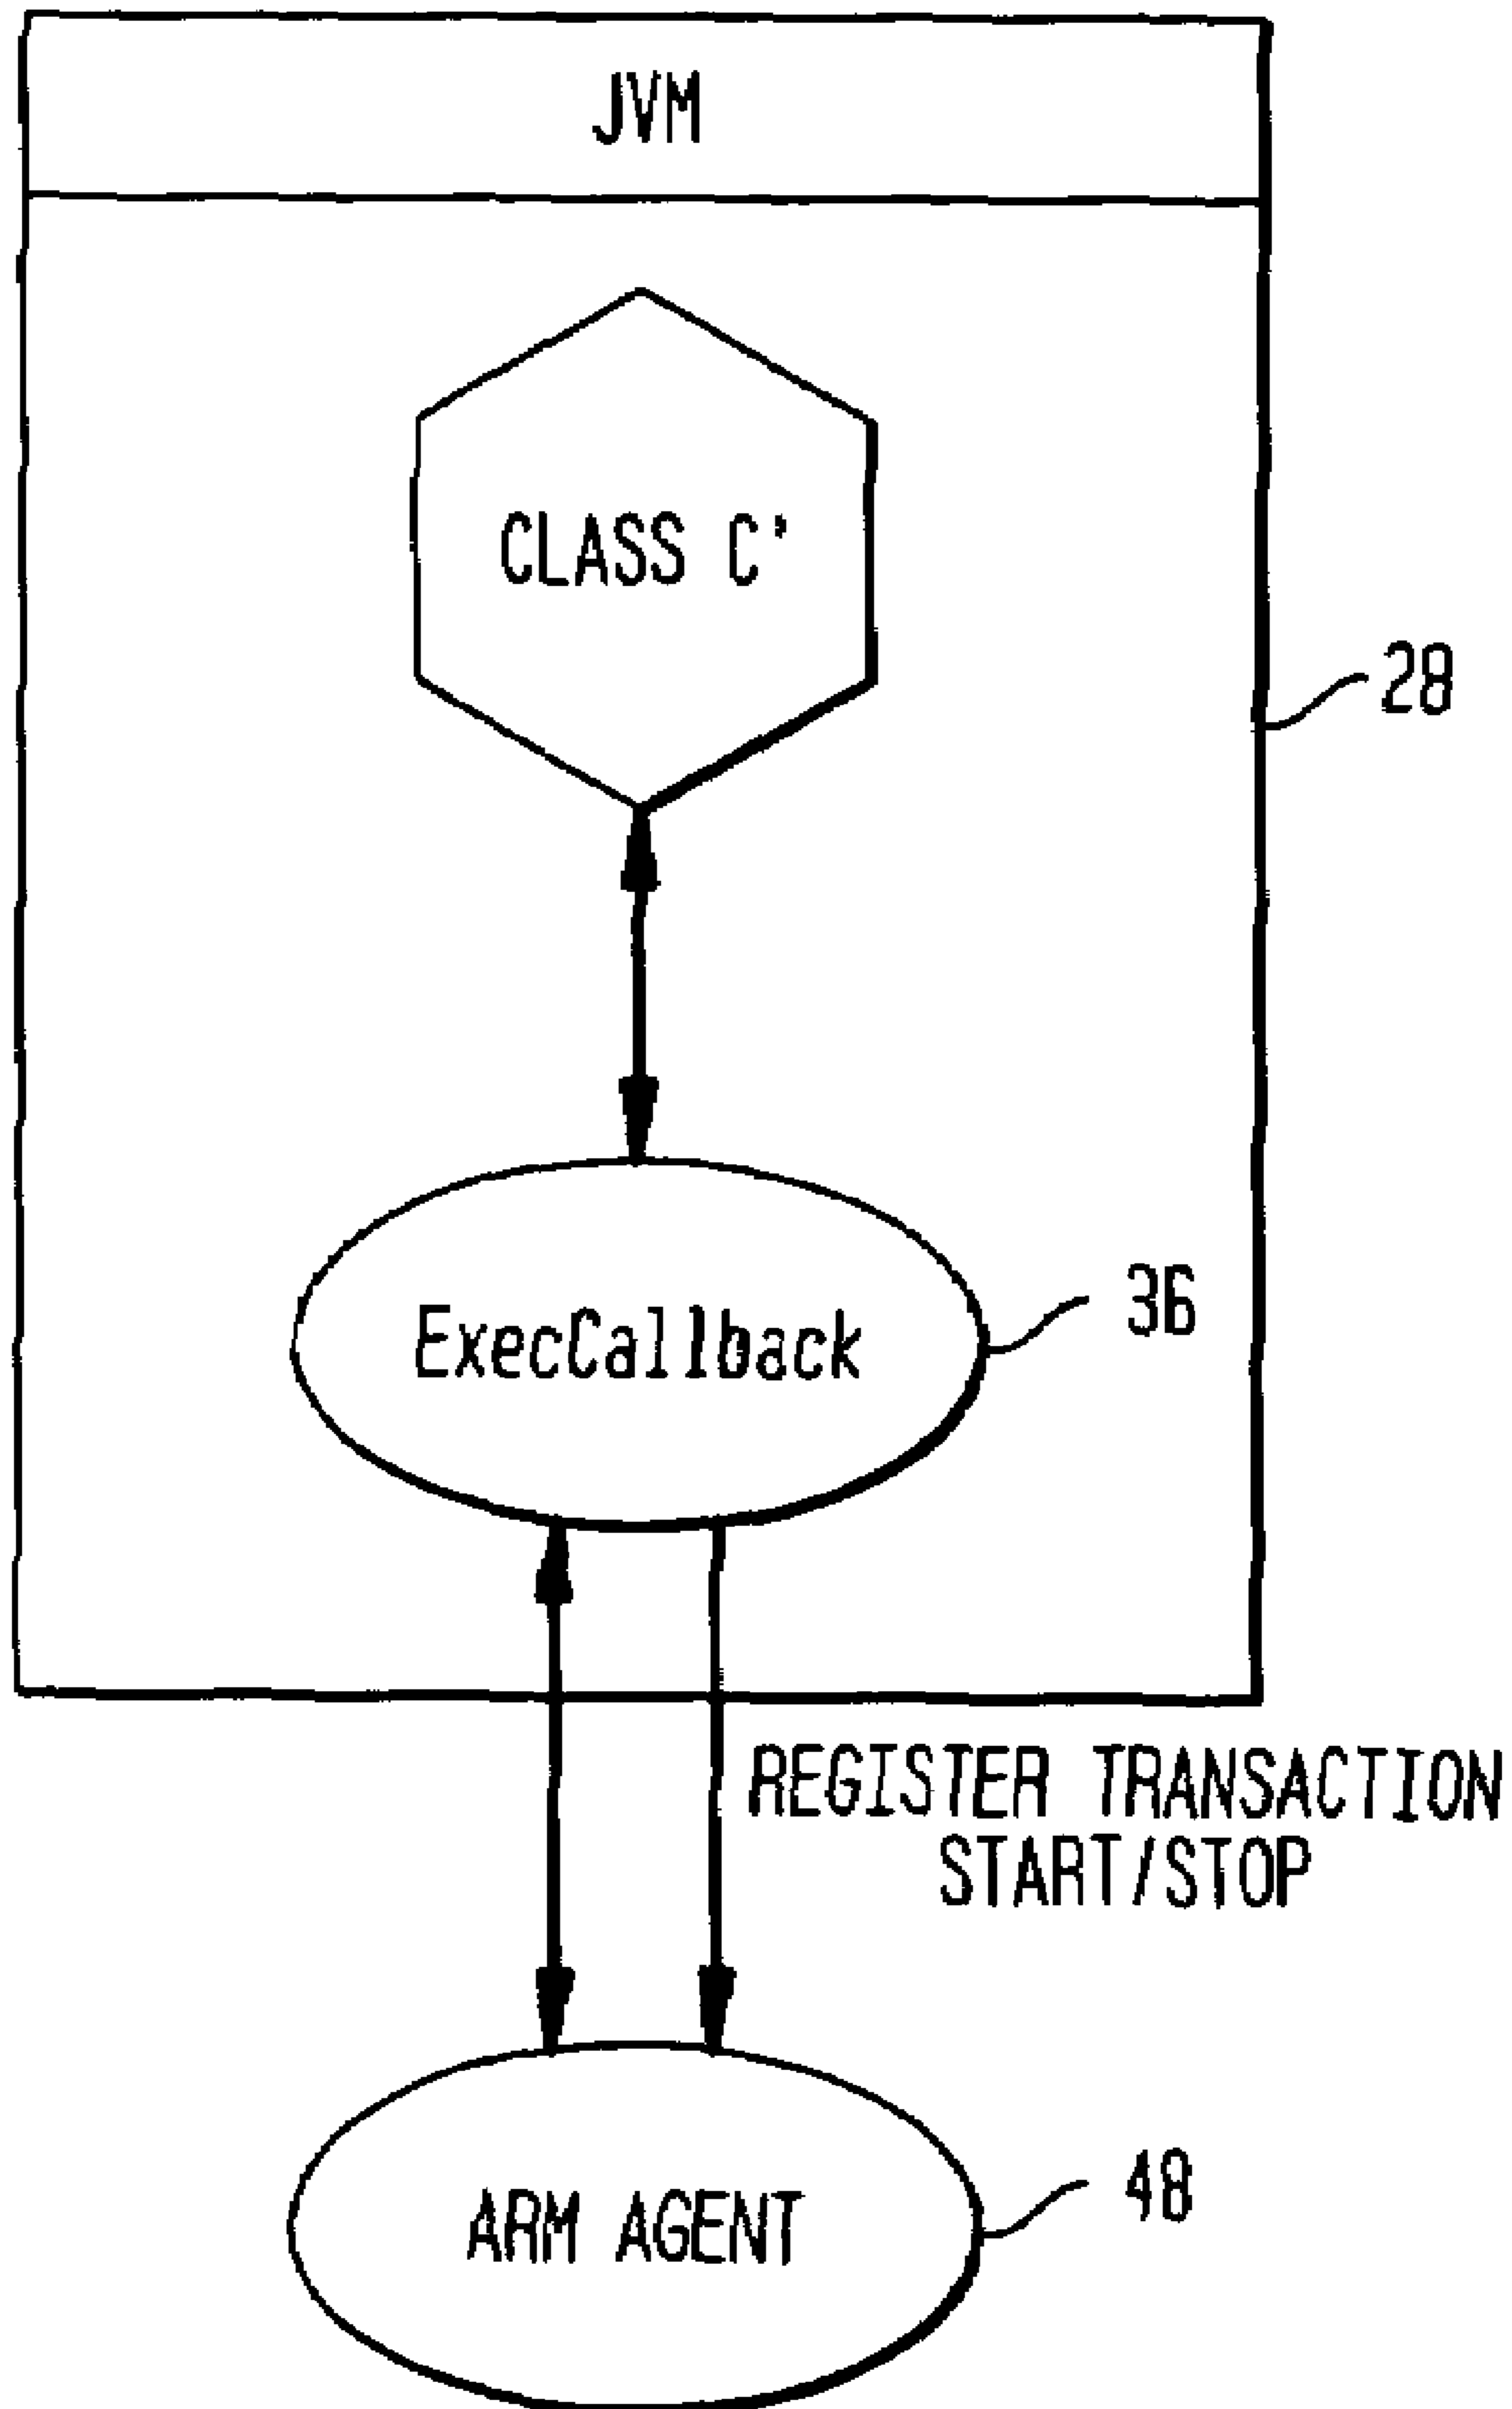 JVM
CLASS C'
28
ExecCallback
36
REGISTER TRANSACTION
START/STOP
ARM AGENT
48